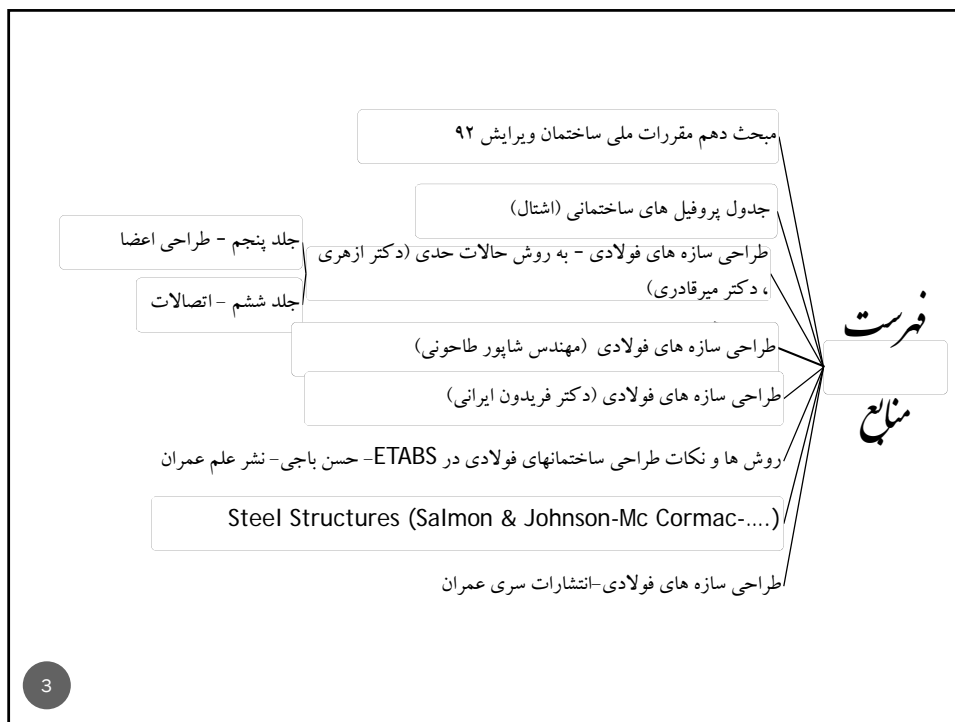 فهرست
منابع
مبحث دهم مقررات ملی ساختمان ویرایش ۹۲
جدول پروفیل های ساختمانی (اشتال)
طراحی سازه های فولادی - به روش حالات حدی (دکتر ازهری
، دکتر میرقادری)
جلد پنجم - طراحی اعضا
جلد ششم - اتصالات
طراحی سازه های فولادی (مهندس شاپور طاحونی)
طراحی سازه های فولادی (دکتر فریدون ایرانی)
روش ها و نکات طراحی ساختمانهای فولادی در ETABS- حسن باجی- نشر علم عمران
Steel Structures (Salmon & Johnson-Mc Cormac-....)
طراحی سازه های فولادی-انتشارات سری عمران
3